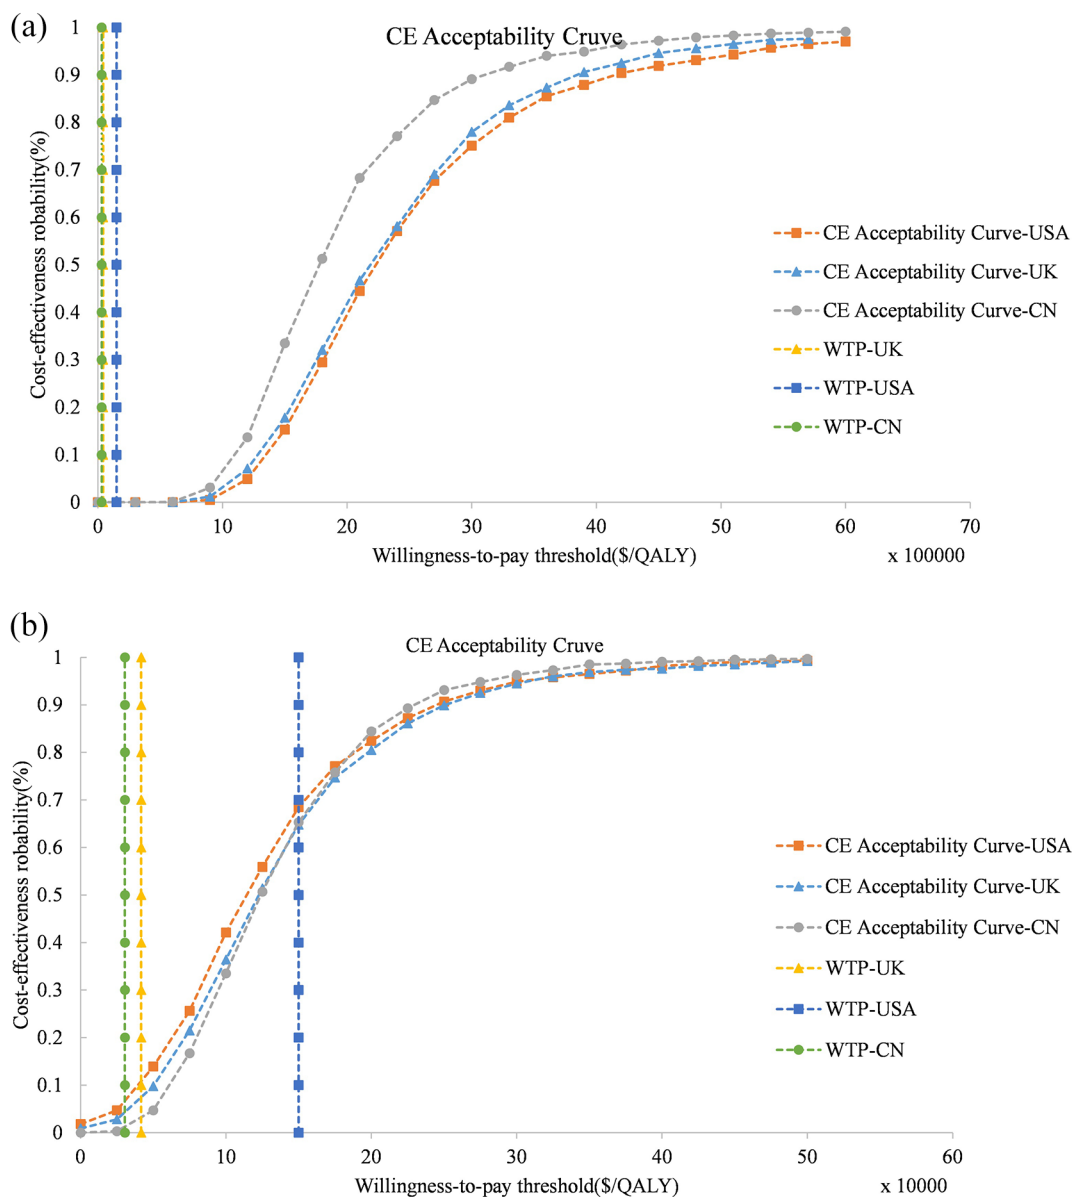 (a)
CE Acceptability Cruve
1
0.9
0.8
0.7
0.6
0.5
0.4
0.3
0.2
0.1
0
Cost-effectiveness robability(%)
CE Acceptability Curve-USA
CE Acceptability Curve-UK
CE Acceptability Curve-CN
WTP-UK
WTP-USA
WTP-CN
0 10 20 30 40 50 60 70
Willingness-to-pay threshold($/QALY)
x 100000
(b)
CE Acceptability Cruve
1
0.9
0.8
0.7
0.6
0.5
0.4
0.3
0.2
0.1
0
Cost-effectiveness robability(%)
CE Acceptability Curve-USA
CE Acceptability Curve-UK
CE Acceptability Curve-CN
WTP-UK
WTP-USA
WTP-CN
0 10 20 30 40 50 60
Willingness-to-pay threshold($/QALY)
x 10000